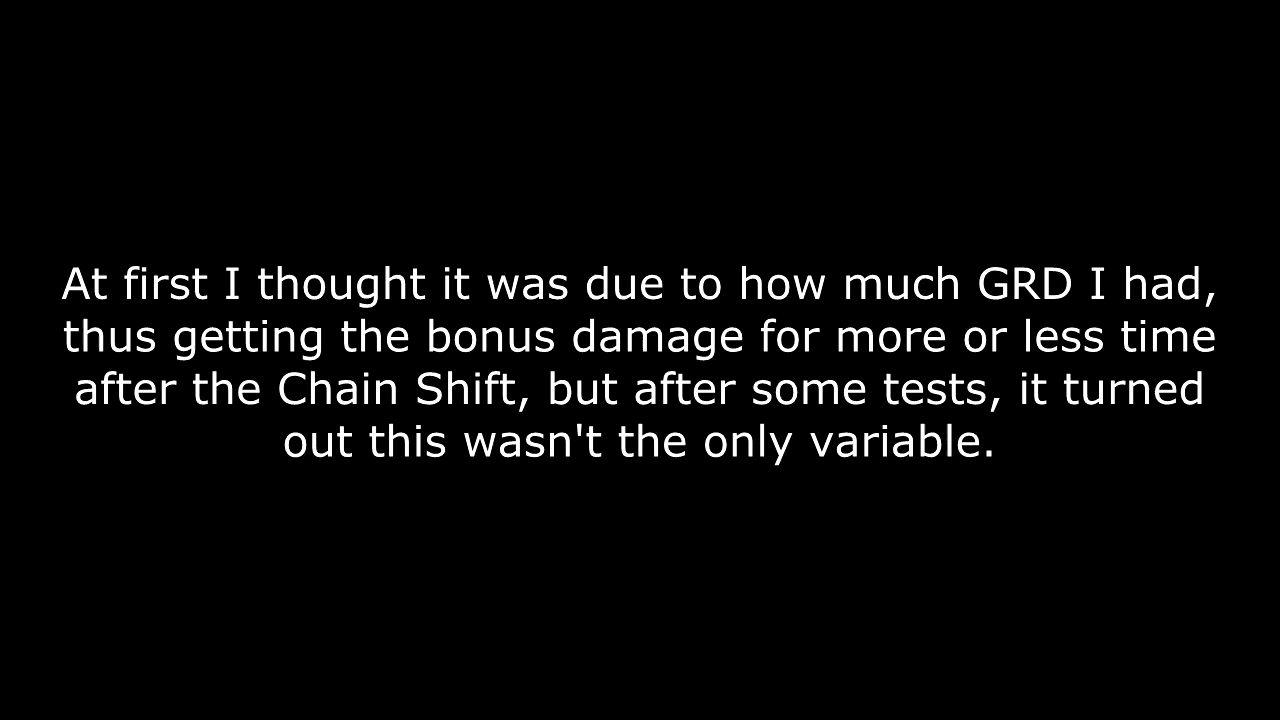 At first I thought it was due to how much GRD I had,
thus getting the bonus damage for more or less time
after the Chain Shift, but after some tests, it turned
out this wasn't the only variable.